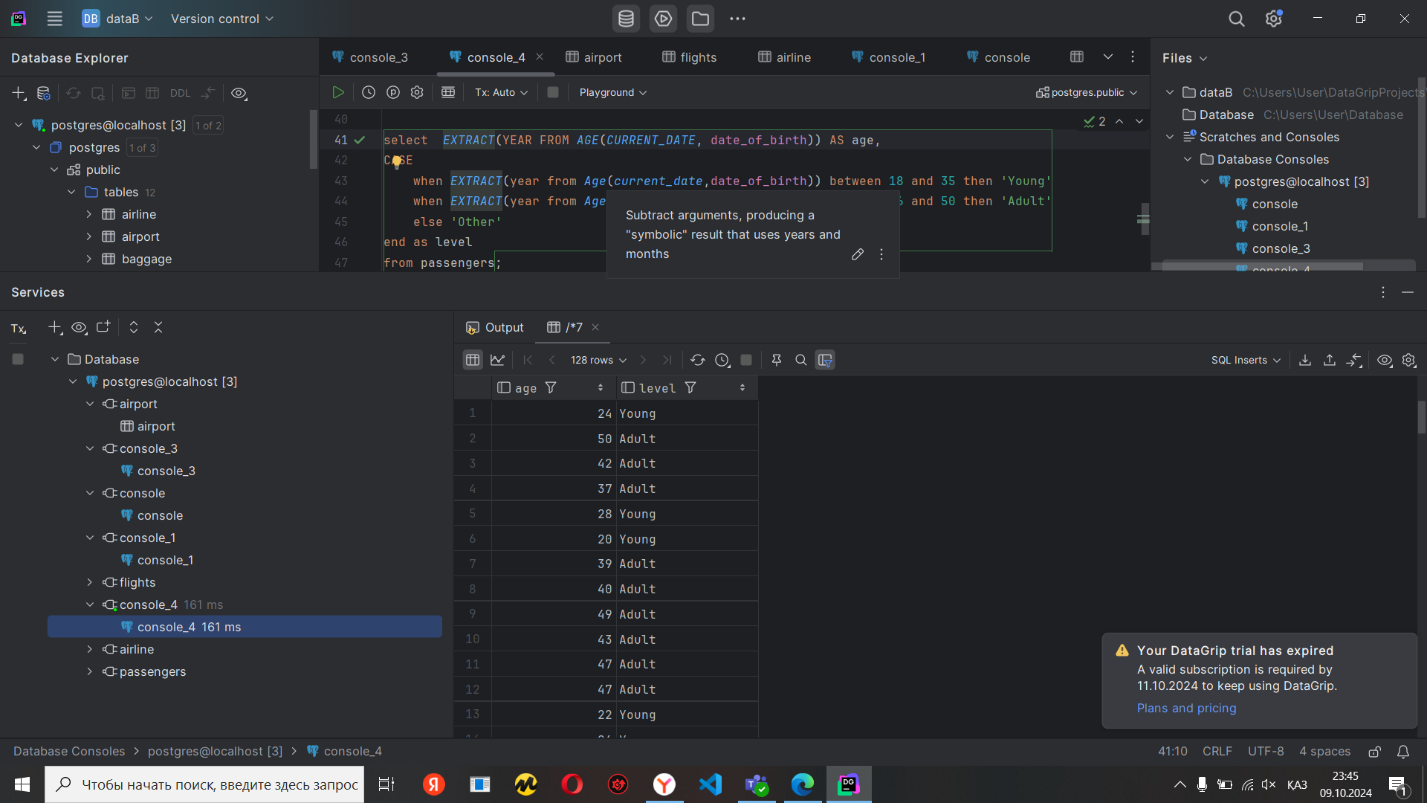 DB dataB Version control
Database Explorer
console_3 console_4 airport flights airline console_1 console
Files
DDL
Tx: Auto Playground postgres.public
postgres@localhost [3] 1 of 2
postgres 1 of 3
public
tables 12
airline
airport
baggage
40
41 select EXTRACT(YEAR FROM AGE(CURRENT_DATE, date_of_birth)) AS age,
42 CASE
43 when EXTRACT(year from Age(current_date,date_of_birth)) between 18 and 35 then 'Young'
44 when EXTRACT(year from Age and 50 then 'Adult'
45 else 'Other'
46 end as level
47 from passengers;
2
Subtract arguments, producing a
"symbolic" result that uses years and
months
dataB C:\Users\User\DataGripProjects
Database C:\Users\User\Database
Scratches and Consoles
Database Consoles
postgres@localhost [3]
console
console_1
console_3
console_4
Services
Tx
Database
postgres@localhost [3]
airport
airport
console_3
console_3
console
console
console_1
console_1
flights
console_4 161 ms
console_4 161 ms
airline
passengers
Output /*7
128 rows SQL Inserts
age level
1 24 Young
2 50 Adult
3 42 Adult
4 37 Adult
5 28 Young
6 20 Young
7 39 Adult
8 40 Adult
9 49 Adult
10 43 Adult
11 47 Adult
12 47 Adult
13 22 Young
Your DataGrip trial has expired
A valid subscription is required by
11.10.2024 to keep using DataGrip.
Plans and pricing
Database Consoles postgres@localhost [3] console_4
41:10 CRLF UTF-8 4 spaces
Чтобы начать поиск, введите здесь запрос
ҚАЗ
23:45
09.10.2024
1